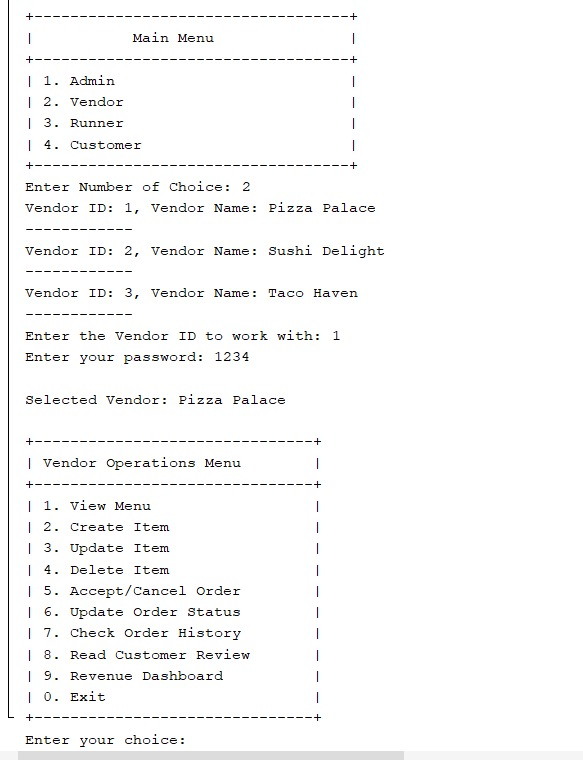 +-----------------------------------+
|           Main Menu               |
+-----------------------------------+
| 1. Admin                          |
| 2. Vendor                         |
| 3. Runner                         |
| 4. Customer                       |
+-----------------------------------+
Enter Number of Choice: 2
Vendor ID: 1, Vendor Name: Pizza Palace
------------
Vendor ID: 2, Vendor Name: Sushi Delight
------------
Vendor ID: 3, Vendor Name: Taco Haven
------------
Enter the Vendor ID to work with: 1
Enter your password: 1234

Selected Vendor: Pizza Palace

+-------------------------------+
| Vendor Operations Menu        |
+-------------------------------+
| 1. View Menu                  |
| 2. Create Item                |
| 3. Update Item                |
| 4. Delete Item                |
| 5. Accept/Cancel Order        |
| 6. Update Order Status        |
| 7. Check Order History        |
| 8. Read Customer Review       |
| 9. Revenue Dashboard          |
| 0. Exit                       |
+-------------------------------+
Enter your choice: